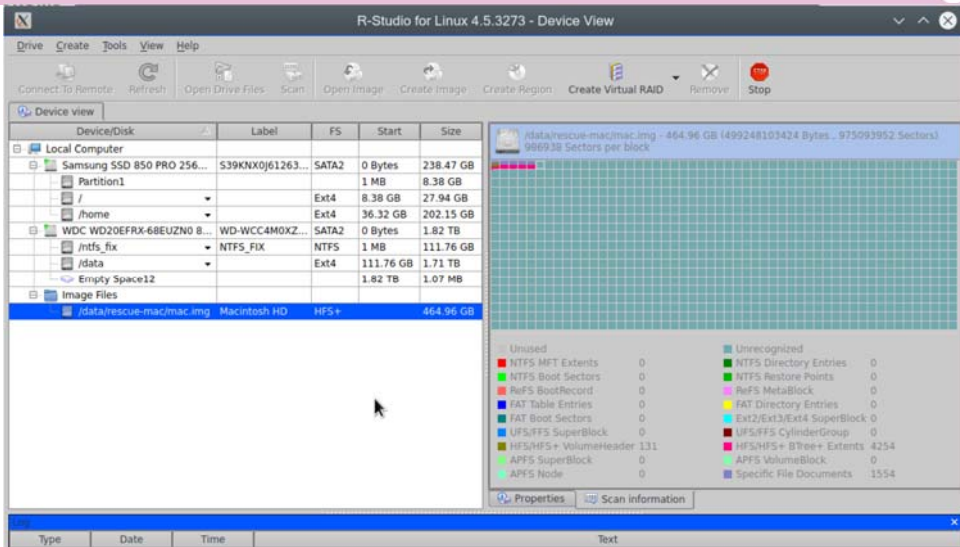 R-Studio for Linux 4.5.3273 - Device View
Drive Create Tools View Help
Connect To Remote Refresh Open Drive Files Scan Open Image Create Image Create Region Create Virtual RAID Remove Stop
Device view
Device/Disk Label FS Start Size
Local Computer
Samsung SSD 850 PRO 256... S39KNX0J61263... SATA2 0 Bytes 238.47 GB
Partition1 1 MB 8.38 GB
/ Ext4 8.38 GB 27.94 GB
/home Ext4 36.32 GB 202.15 GB
WDC WD20EFRX-68EUZN0 8... WD-WCC4M0XZ... SATA2 0 Bytes 1.82 TB
/ntfs_fix NTFS_FIX NTFS 1 MB 111.76 GB
/data Ext4 111.76 GB 1.71 TB
Empty Space12 1.82 TB 1.07 MB
Image Files
/data/rescue-mac/mac.img Macintosh HD HFS+ 464.96 GB
/data/rescue-mac/mac.img - 464.96 GB (499248103424 Bytes.. 975093952 Sectors)
986938 Sectors per block
Unused Unrecognized
NTFS MFT Extents 0 NTFS Directory Entries 0
NTFS Boot Sectors 0 NTFS Restore Points 0
ReFS BootRecord 0 ReFS MetaBlock 0
FAT Table Entries 0 FAT Directory Entries 0
FAT Boot Sectors 0 Ext2/Ext3/Ext4 SuperBlock 0
UFS/FFS SuperBlock 0 UFS/FFS CylinderGroup 0
HFS/HFS+ VolumeHeader 131 HFS/HFS+ BTree+ Extents 4254
APFS SuperBlock 0 APFS VolumeBlock 0
APFS Node 0 Specific File Documents 1554
Properties Scan information
Log
Type Date Time Text